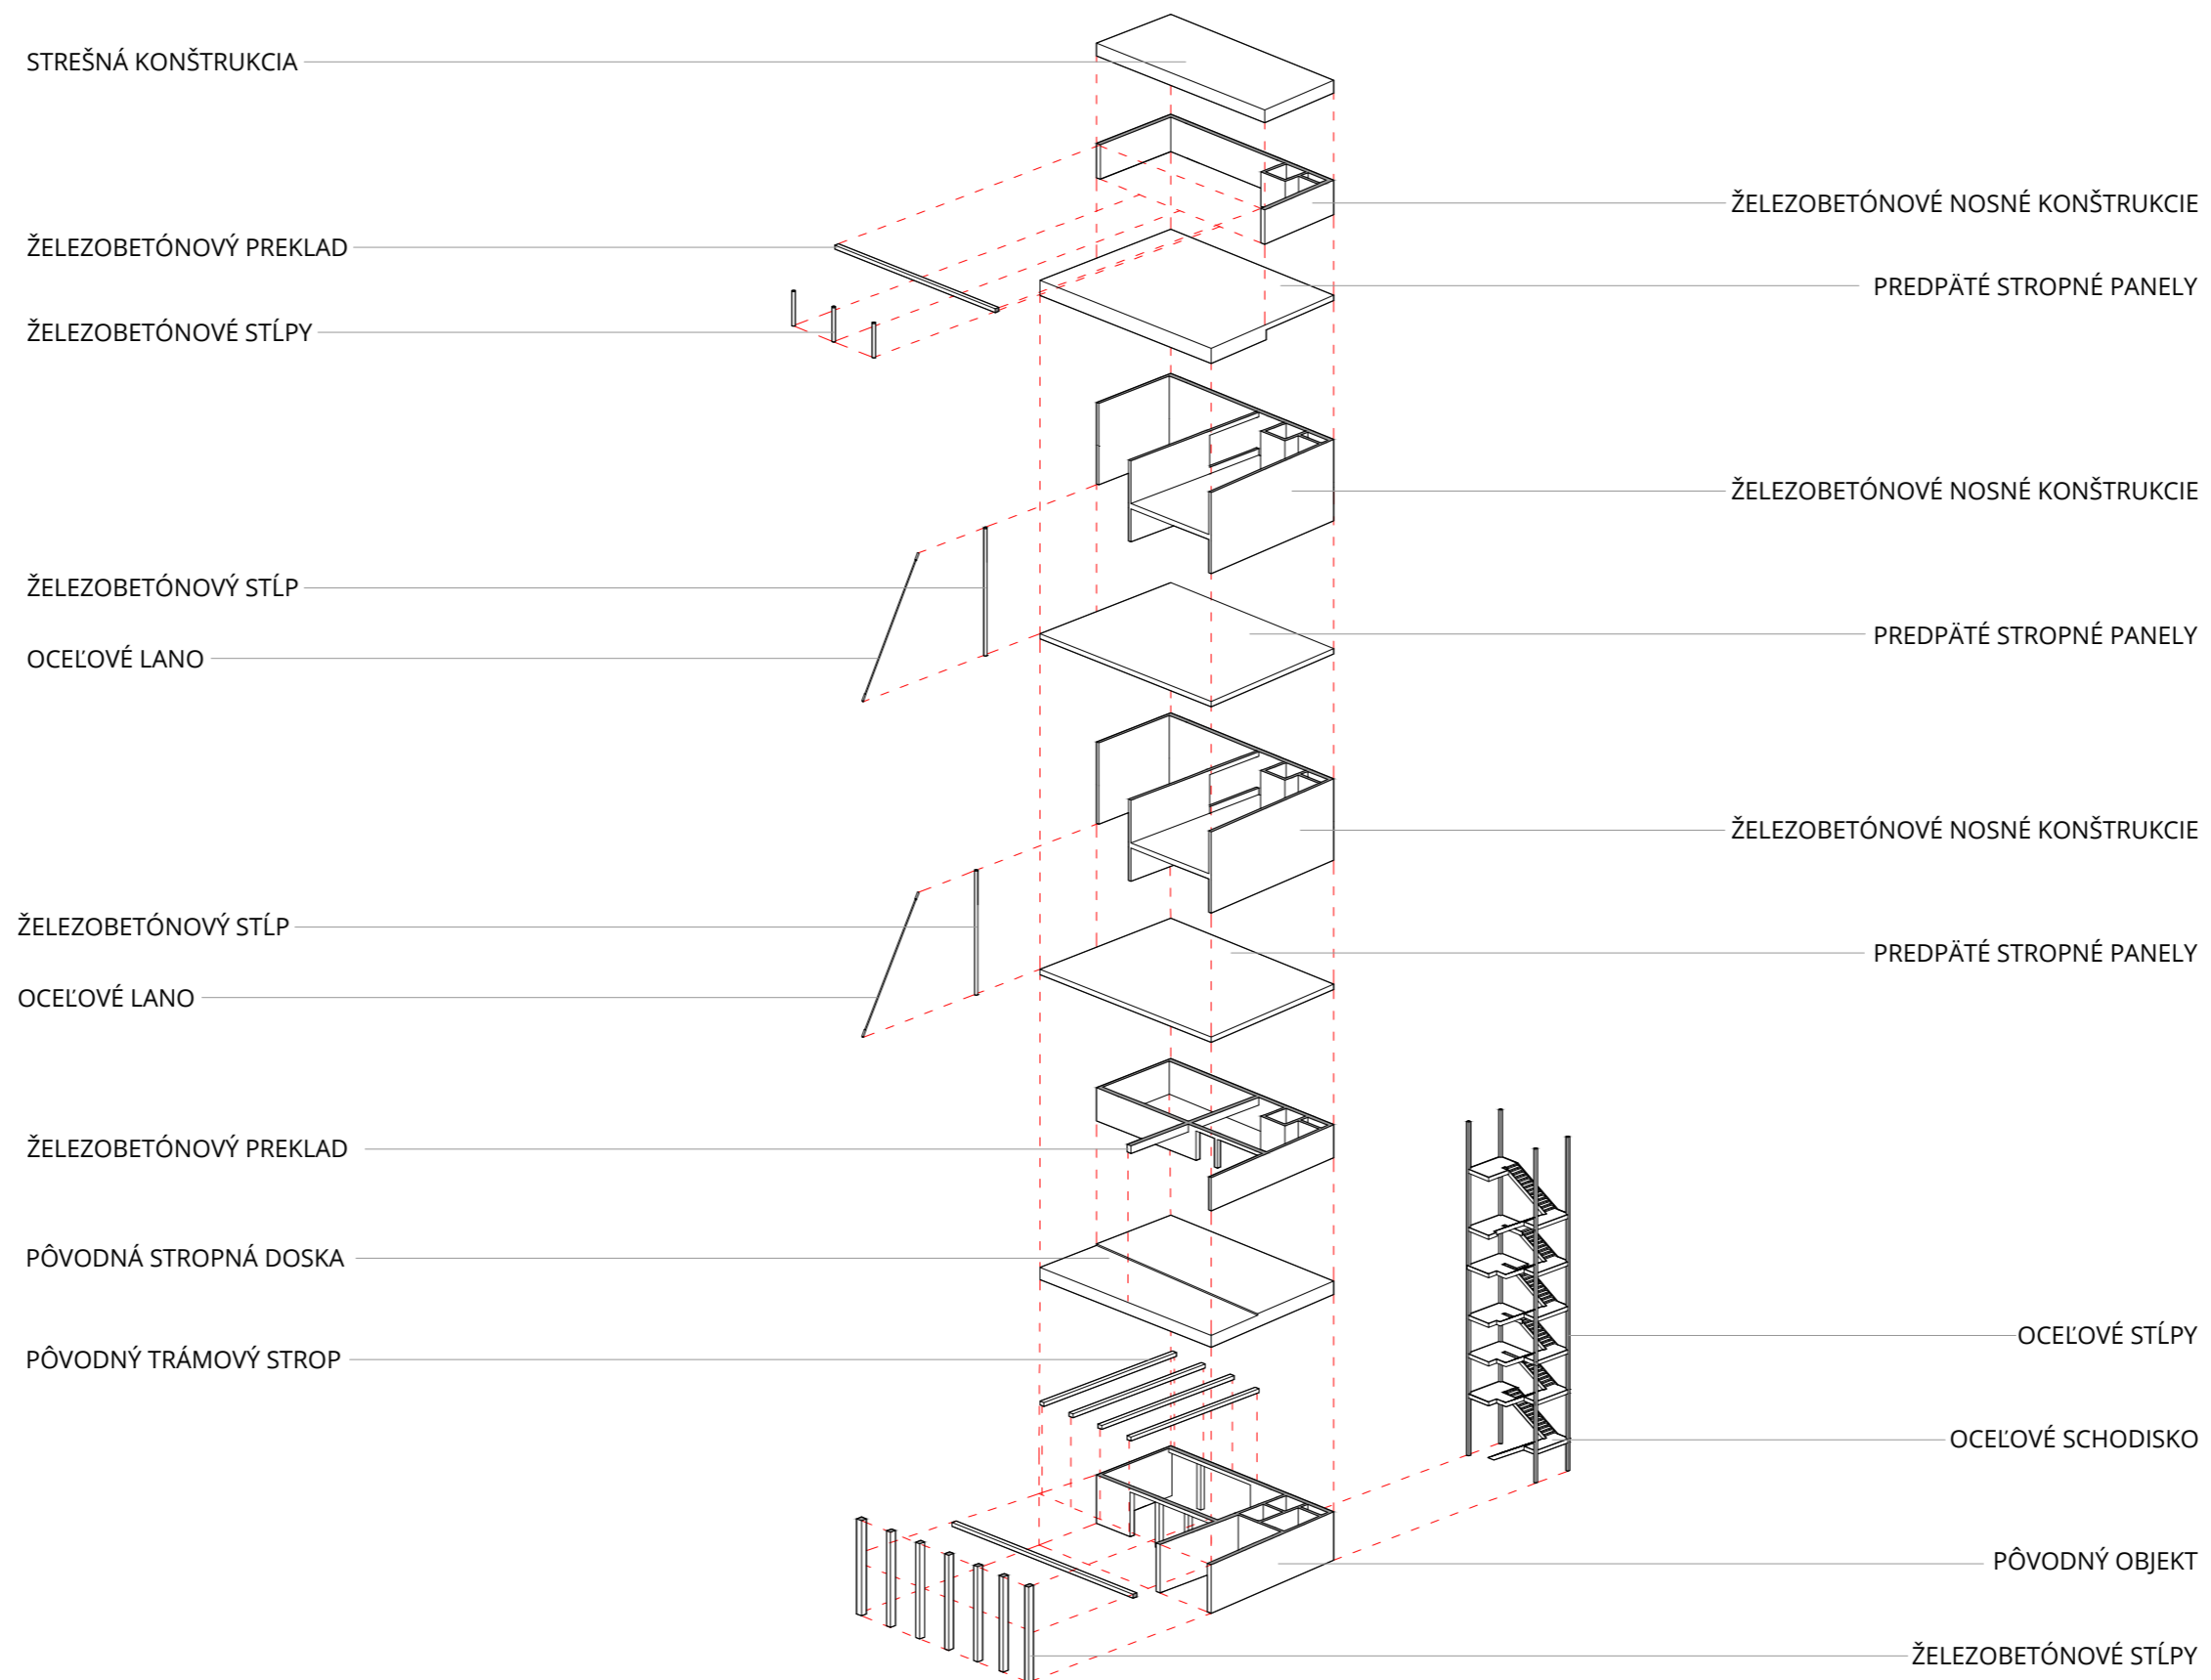 STREŠNÁ KONŠTRUKCIA
ŽELEZOBETÓNOVÉ NOSNÉ KONŠTRUKCIE
ŽELEZOBETÓNOVÝ PREKLAD
PREDPÄTÉ STROPNÉ PANELY
ŽELEZOBETÓNOVÉ STĹPY
ŽELEZOBETÓNOVÉ NOSNÉ KONŠTRUKCIE
ŽELEZOBETÓNOVÝ STĹP
PREDPÄTÉ STROPNÉ PANELY
OCEĽOVÉ LANO
ŽELEZOBETÓNOVÉ NOSNÉ KONŠTRUKCIE
ŽELEZOBETÓNOVÝ STĹP
PREDPÄTÉ STROPNÉ PANELY
OCEĽOVÉ LANO
ŽELEZOBETÓNOVÝ PREKLAD
PÔVODNÁ STROPNÁ DOSKA
OCEĽOVÉ STĹPY
PÔVODNÝ TRÁMOVÝ STROP
OCEĽOVÉ SCHODISKO
PÔVODNÝ OBJEKT
ŽELEZOBETÓNOVÉ STĹPY